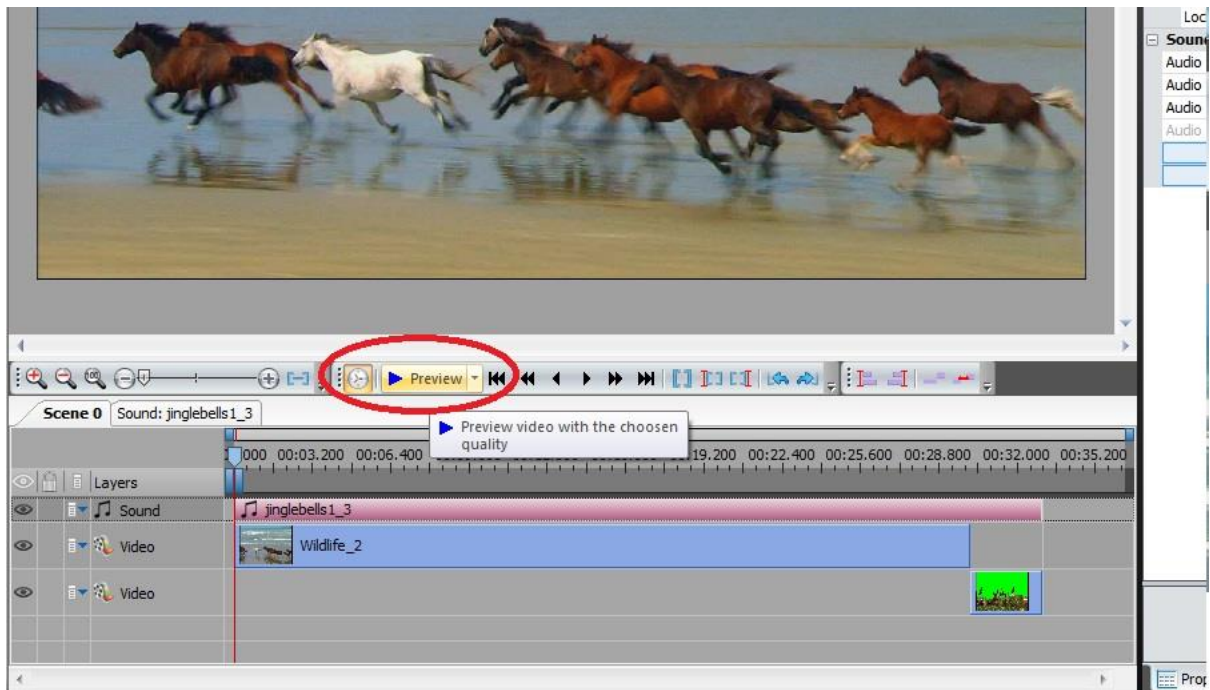 Loc
Soun
Audio
Audio
Audio
Audio
100
Preview
Scene 0 Sound: jinglebells1_3
Preview video with the choosen
quality
000 00:03.200 00:06.400 19.200 00:22.400 00:25.600 00:28.800 00:32.000 00:35.200
Layers
Sound jinglebells1_3
Video Wildlife_2
Video
Prop